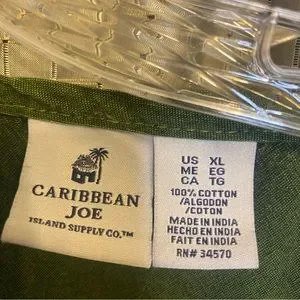 CARIBBEAN
JOE
ISLAND SUPPLY CO.™
US XL
ME EG
CA TG
100% COTTON
/ALGODON
/COTON
MADE IN INDIA
HECHO EN INDIA
FAIT EN INDIA
RN# 34570